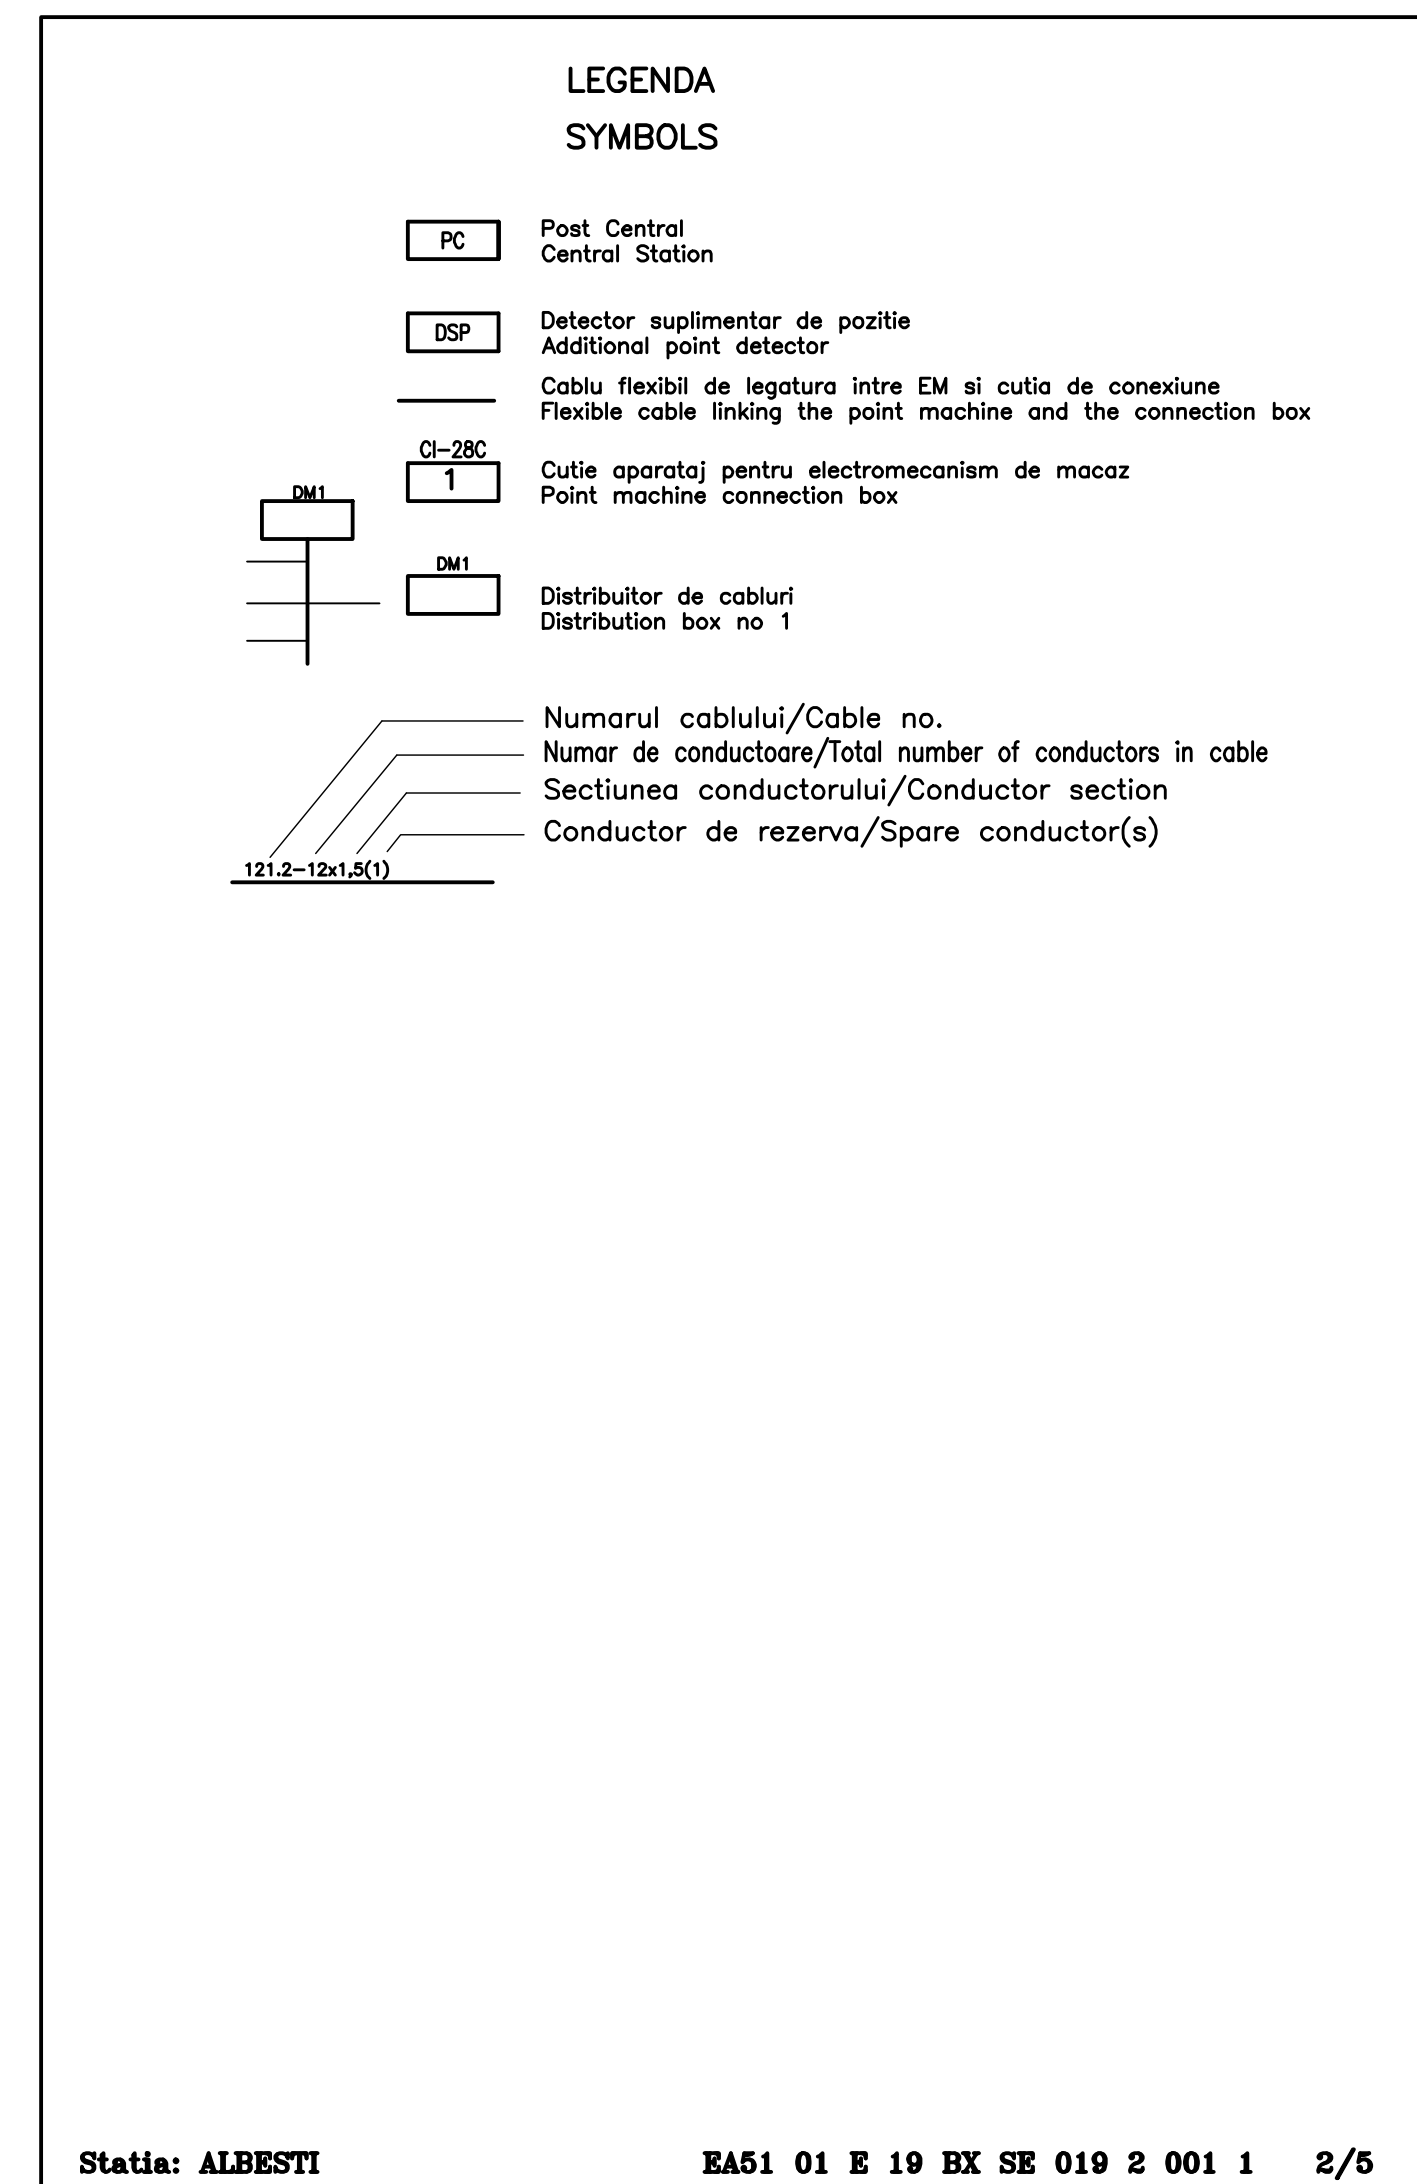 LEGENDA
SYMBOLS
PC
Post Central
Central Station
DSP
Detector suplimentar de pozitie
Additional point detector
Cablu flexibil de legatura intre EM si cutia de conexiune
Flexible cable linking the point machine and the connection box
CI-28C
1
Cutie aparataj pentru electromecanism de macaz
Point machine connection box
DM1
DM1
Distribuitor de cabluri
Distribution box no 1
Numarul cablului/Cable no.
Numar de conductoare/Total number of conductors in cable
Sectiunea conductorului/Conductor section
Conductor de rezerva/Spare conductor(s)
121.2-12x1,5(1)
Statia: ALBESTI
EA51 01 E 19 BX SE 019 2 001 1 2/5